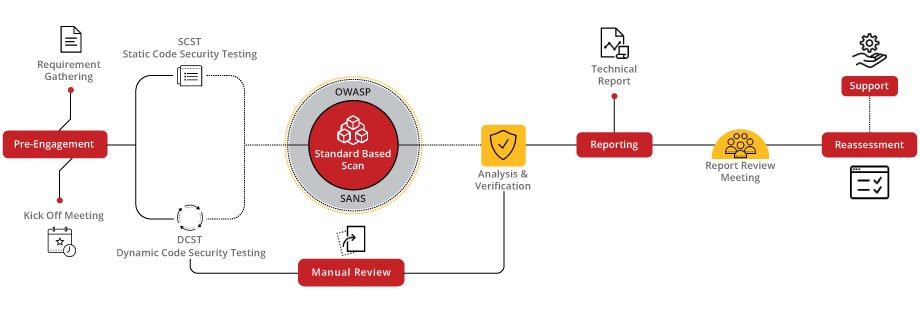 Requirement
Gathering
Pre-Engagement
Kick Off Meeting
SCST
Static Code Security Testing
DCST
Dynamic Code Security Testing
OWASP
Standard Based
Scan
SANS
Manual Review
Analysis &
Verification
Technical
Report
Reporting
Report Review
Meeting
Support
Reassessment